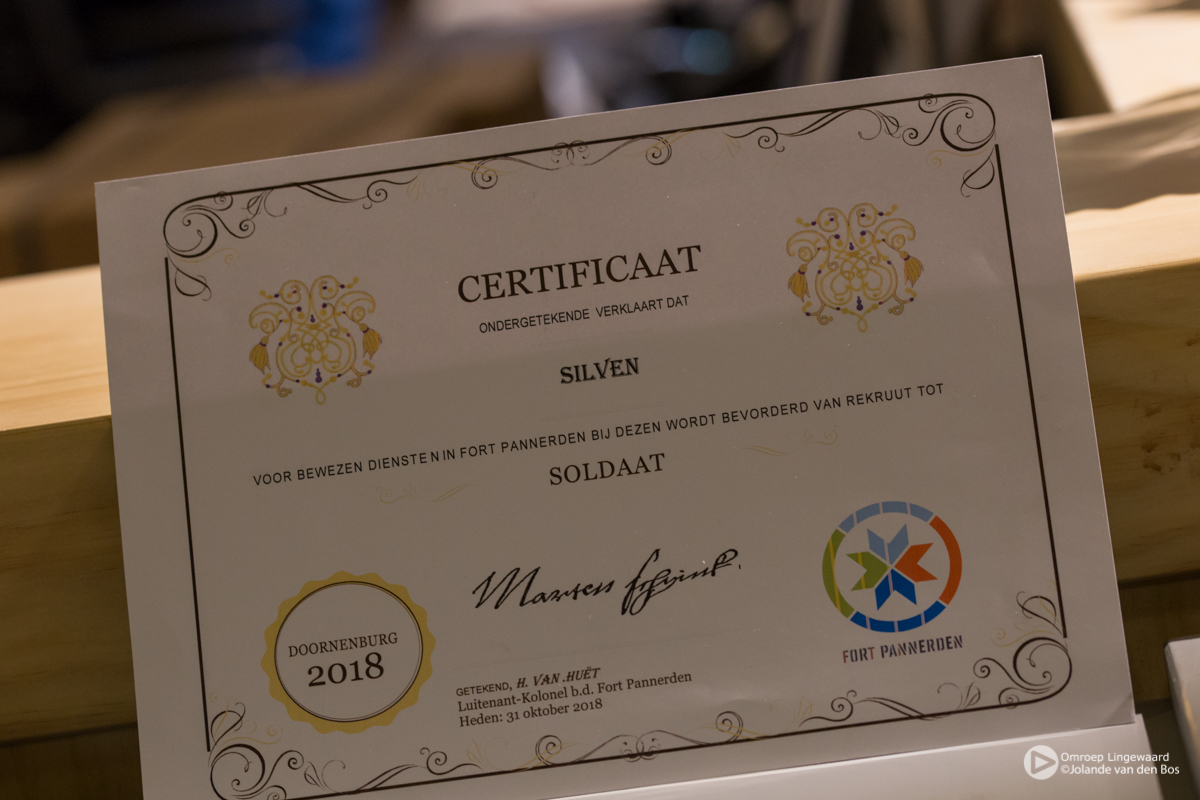 CERTIFICAAT
ONDERGETEKENDE VERKLAART DAT
SILVEN
VOOR BEWEZEN DIENSTEN IN FORT PANNERDEN BIJ DEZEN WORDT BEVORDERD VAN REKRUUT TOT
SOLDAAT
DOORNENBURG
2018
GETEKEND, H. VAN .HUËT
Luitenant-Kolonel b.d. Fort Pannerden
Heden: 31 oktober 2018
FORT PANNERDEN
Omroep Lingewaard
©Jolande van den Bos